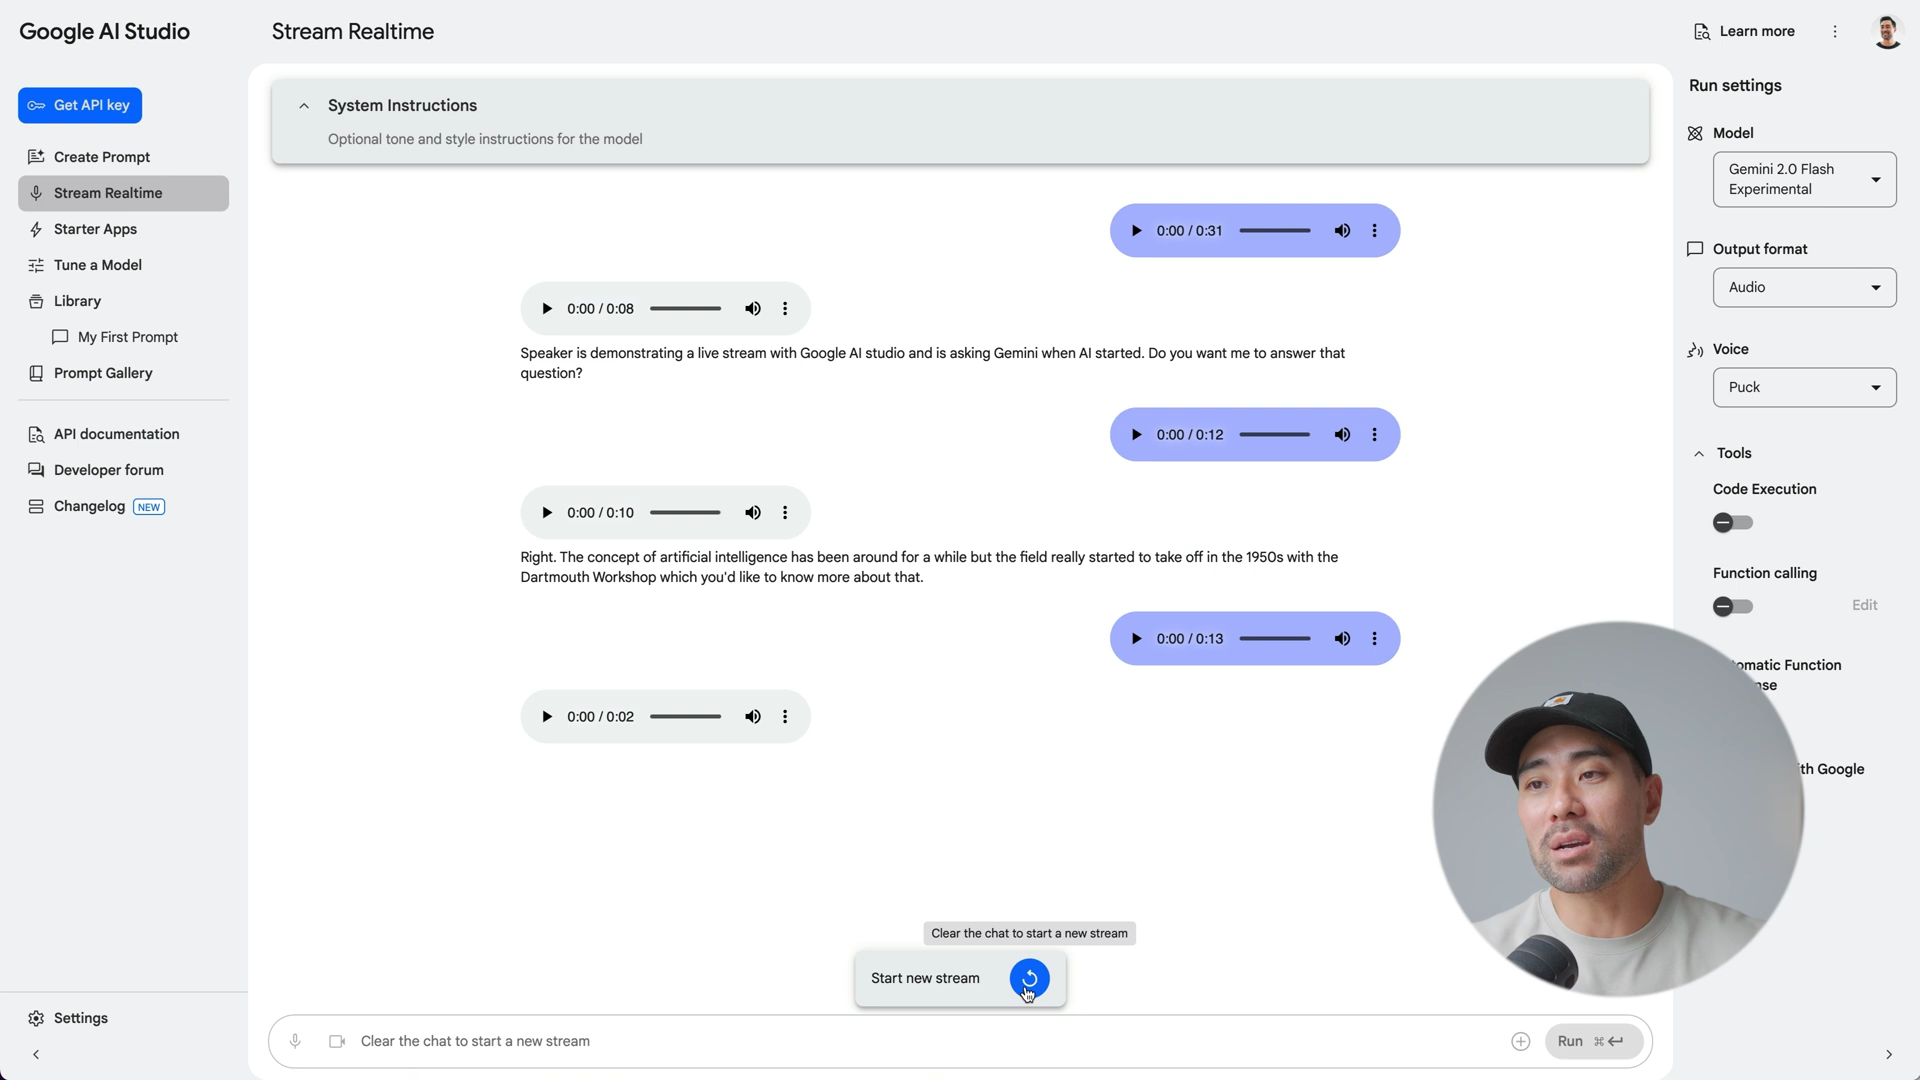 Google AI Studio
Stream Realtime
Learn more
Get API key
Create Prompt
Stream Realtime
Starter Apps
Tune a Model
Library
My First Prompt
Prompt Gallery
API documentation
Developer forum
Changelog NEW
Settings
System Instructions
Optional tone and style instructions for the model
0:00 / 0:31
0:00 / 0:08
Speaker is demonstrating a live stream with Google AI studio and is asking Gemini when AI started. Do you want me to answer that
question?
0:00 / 0:12
0:00 / 0:10
Right. The concept of artificial intelligence has been around for a while but the field really started to take off in the 1950s with the
Dartmouth Workshop which you'd like to know more about that.
0:00 / 0:13
0:00 / 0:02
Clear the chat to start a new stream
Start new stream
Clear the chat to start a new stream
Run ⌘
Run settings
Model
Gemini 2.0 Flash
Experimental
Output format
Audio
Voice
Puck
Tools
Code Execution
Function calling
Edit
Function
Google